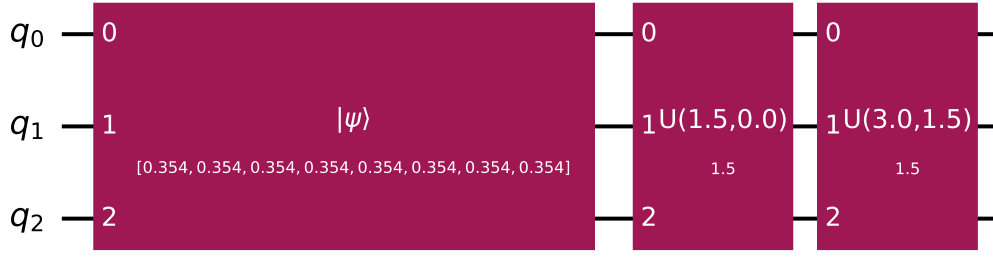 q0 0 0 0
|ψ⟩
q1 1 1U(1.5,0.0) 1U(3.0,1.5)
[0.354, 0.354, 0.354, 0.354, 0.354, 0.354, 0.354, 0.354] 1.5 1.5
q2 2 2 2